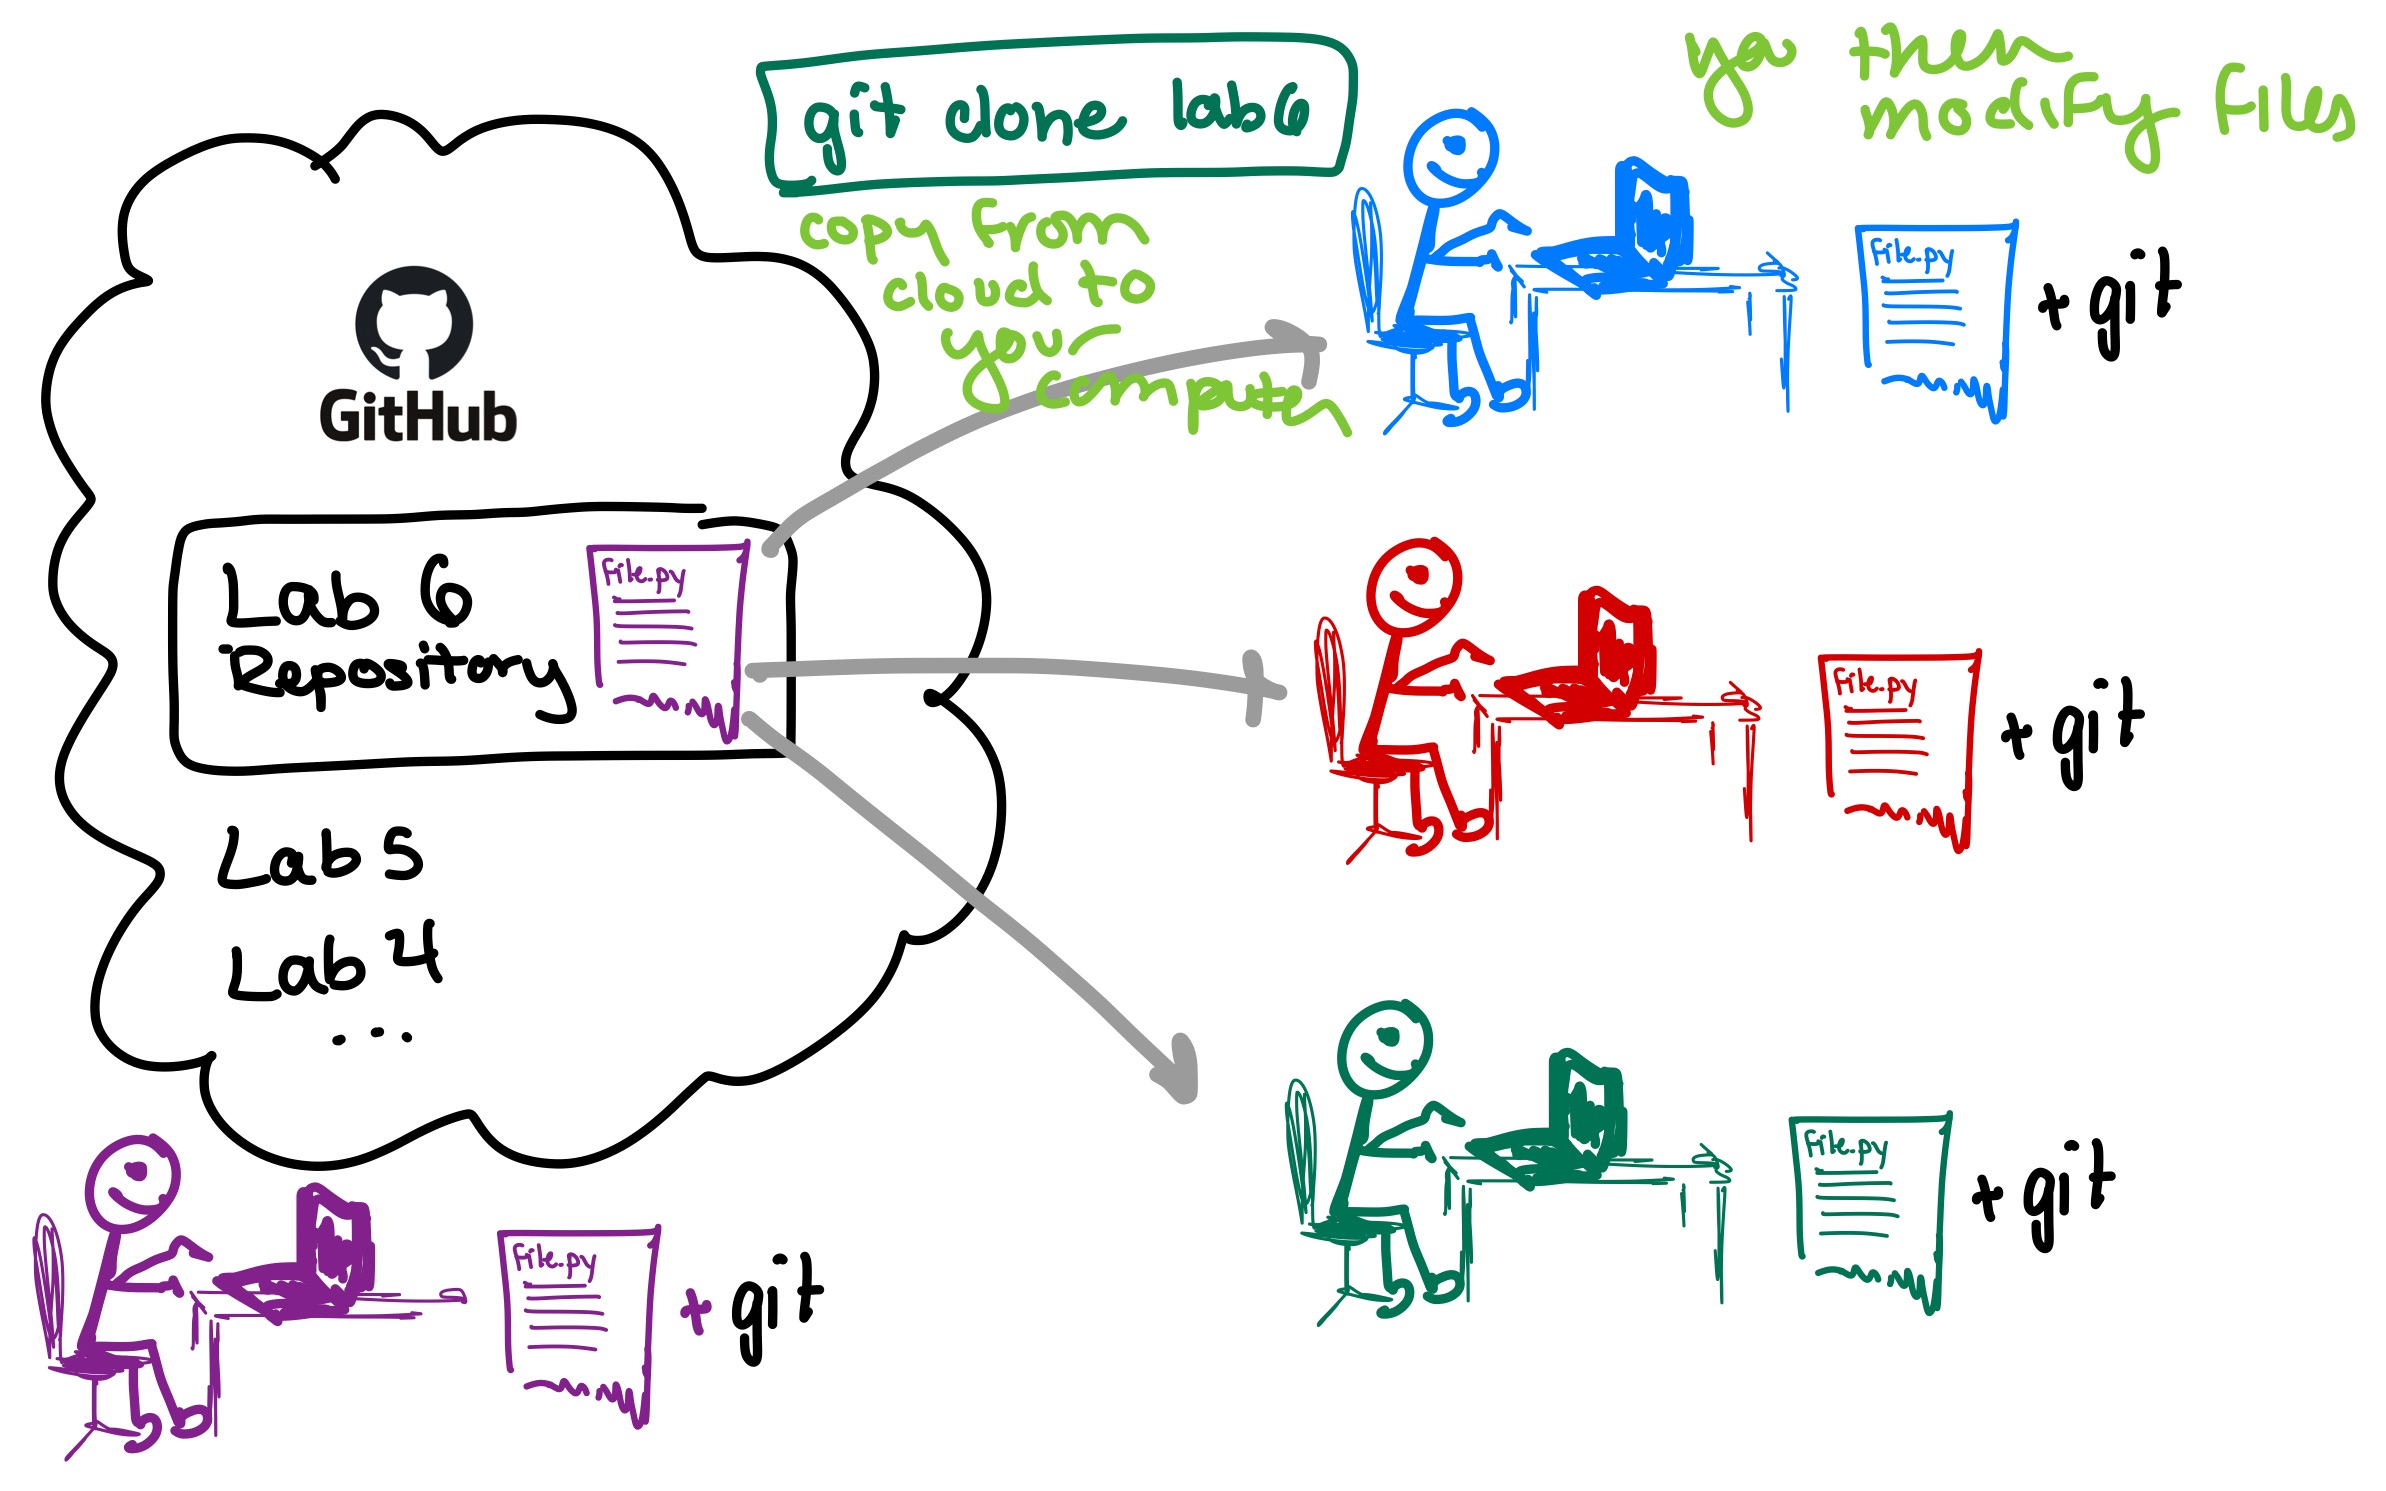 git clone lab6
you then
modify files
copy from
cloud to
your
computer
GitHub
Lab 6
Repository
File.py
Lab 5
Lab 4
...
File.py
+ git
File.py
+ git
File.py
+ git
File.py
+ git